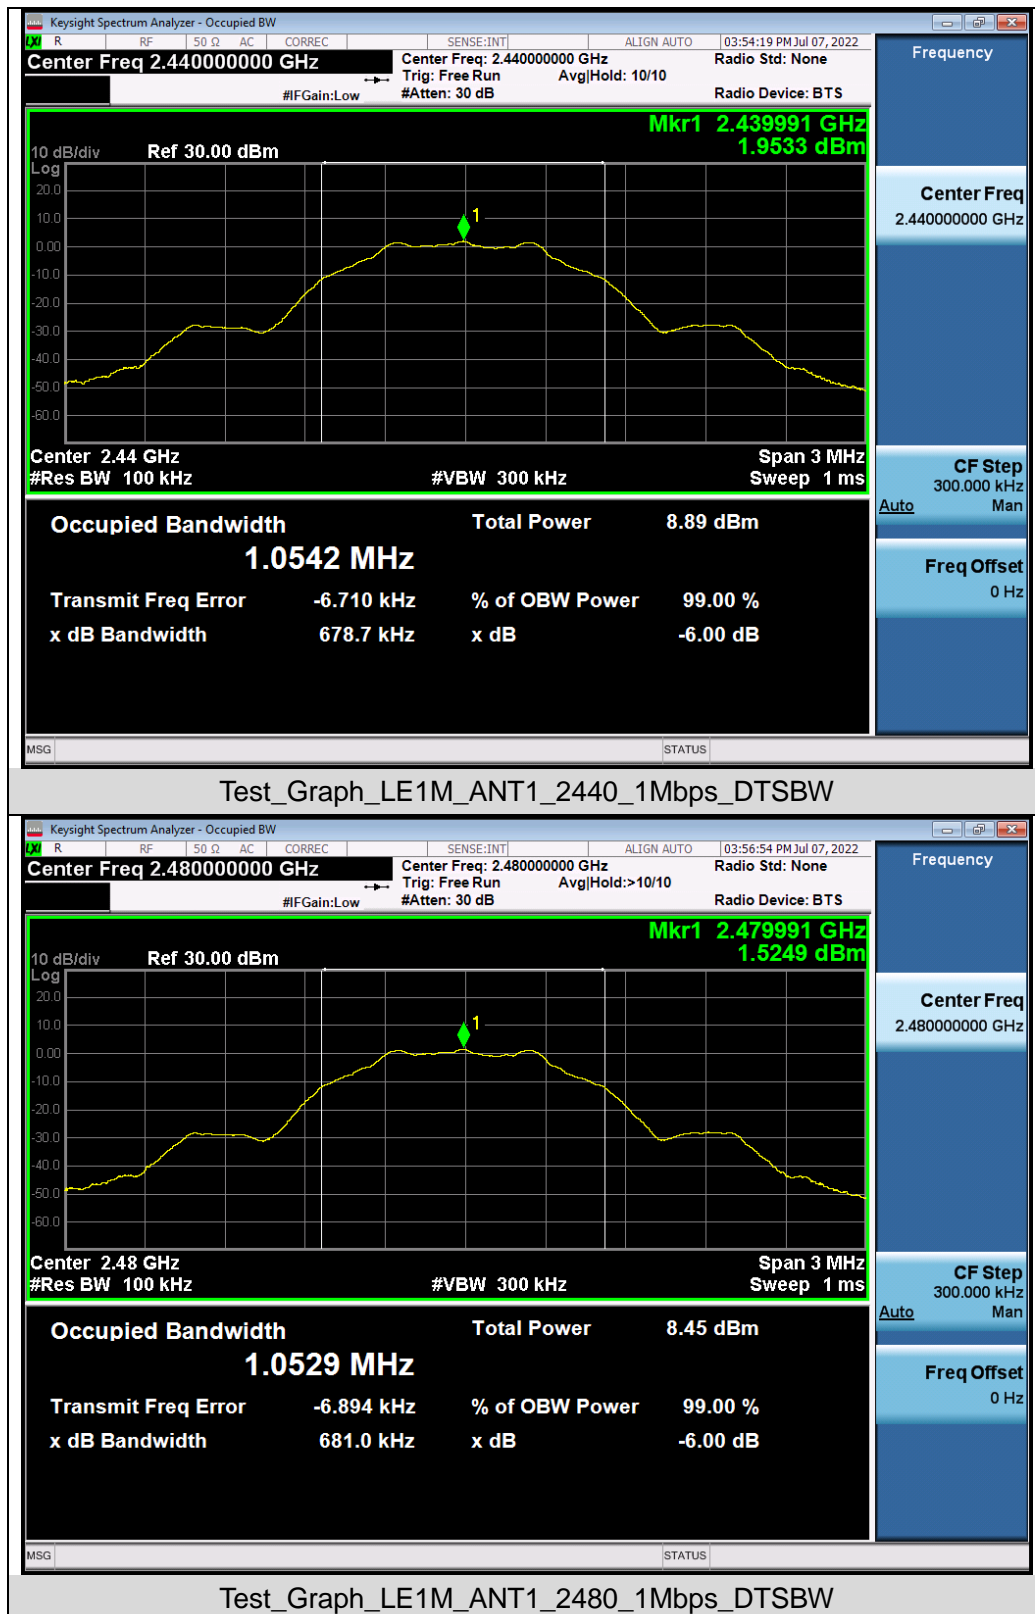 Keysight Spectrum Analyzer - Occupied BW
LXI R RF 50 Ω AC CORREC SENSE:INT ALIGN AUTO 03:54:19 PM Jul 07, 2022
Center Freq 2.440000000 GHz
Center Freq: 2.440000000 GHz Radio Std: None
Trig: Free Run Avg|Hold: 10/10
#IFGain:Low #Atten: 30 dB Radio Device: BTS
Frequency
Mkr1 2.439991 GHz
1.9533 dBm
10 dB/div Ref 30.00 dBm
Log
20.0
10.0
0.00
-10.0
-20.0
-30.0
-40.0
-50.0
-60.0
1
Center 2.44 GHz Span 3 MHz
#Res BW 100 kHz #VBW 300 kHz Sweep 1 ms
Center Freq
2.440000000 GHz
CF Step
300.000 kHz
Auto Man
Freq Offset
0 Hz
Occupied Bandwidth Total Power 8.89 dBm
1.0542 MHz
Transmit Freq Error -6.710 kHz % of OBW Power 99.00 %
x dB Bandwidth 678.7 kHz x dB -6.00 dB
MSG STATUS
Test_Graph_LE1M_ANT1_2440_1Mbps_DTSBW
Keysight Spectrum Analyzer - Occupied BW
LXI R RF 50 Ω AC CORREC SENSE:INT ALIGN AUTO 03:56:54 PM Jul 07, 2022
Center Freq 2.480000000 GHz
Center Freq: 2.480000000 GHz Radio Std: None
Trig: Free Run Avg|Hold:>10/10
#IFGain:Low #Atten: 30 dB Radio Device: BTS
Frequency
Mkr1 2.479991 GHz
1.5249 dBm
10 dB/div Ref 30.00 dBm
Log
20.0
10.0
0.00
-10.0
-20.0
-30.0
-40.0
-50.0
-60.0
1
Center 2.48 GHz Span 3 MHz
#Res BW 100 kHz #VBW 300 kHz Sweep 1 ms
Center Freq
2.480000000 GHz
CF Step
300.000 kHz
Auto Man
Freq Offset
0 Hz
Occupied Bandwidth Total Power 8.45 dBm
1.0529 MHz
Transmit Freq Error -6.894 kHz % of OBW Power 99.00 %
x dB Bandwidth 681.0 kHz x dB -6.00 dB
MSG STATUS
Test_Graph_LE1M_ANT1_2480_1Mbps_DTSBW